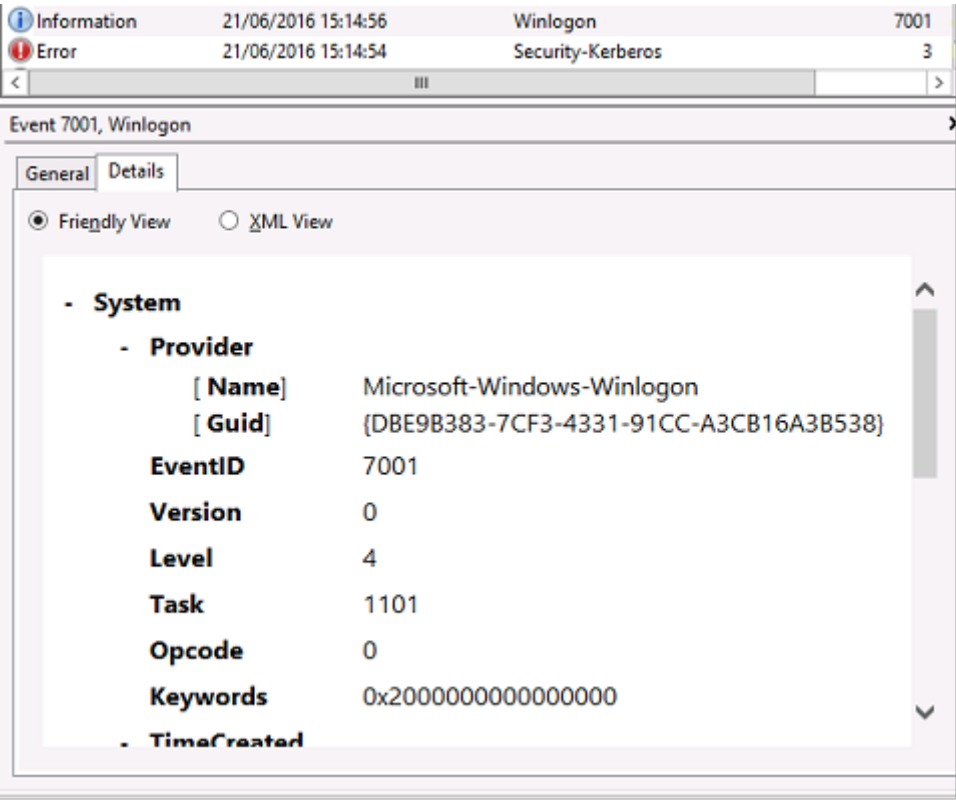 Information 21/06/2016 15:14:56 Winlogon 7001
Error 21/06/2016 15:14:54 Security-Kerberos 3
Event 7001, Winlogon
General Details
Friendly View XML View
- System
- Provider
[ Name] Microsoft-Windows-Winlogon
[ Guid] {DBE9B383-7CF3-4331-91CC-A3CB16A3B538}
EventID 7001
Version 0
Level 4
Task 1101
Opcode 0
Keywords 0x2000000000000000
- TimeCreated